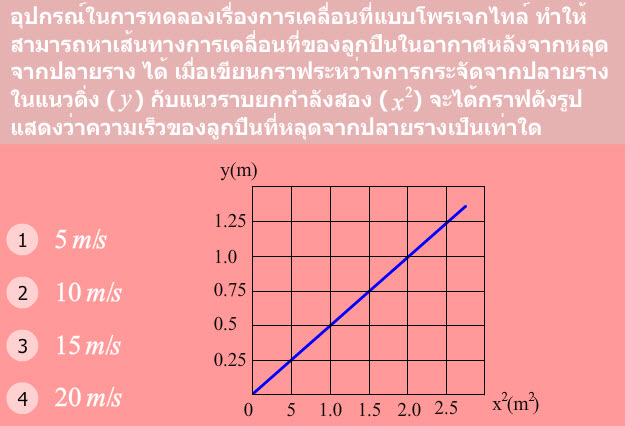 อุปกรณ์ในการทดลองเรื่องการเคลื่อนที่แบบโพรเจกไทล์ ทำให้
สามารถหาเส้นทางการเคลื่อนที่ของลูกปืนในอากาศหลังจากหลุด
จากปลายราง ได้ เมื่อเขียนกราฟระหว่างการกระจัดจากปลายราง
ในแนวดิ่ง (y) กับแนวราบยกกำลังสอง (x²) จะได้กราฟดังรูป
แสดงว่าความเร็วของลูกปืนที่หลุดจากปลายรางเป็นเท่าใด
y(m)
1.25
1.0
0.75
0.5
0.25
0 5 1.0 1.5 2.0 2.5 x²(m²)
1 5 m/s
2 10 m/s
3 15 m/s
4 20 m/s